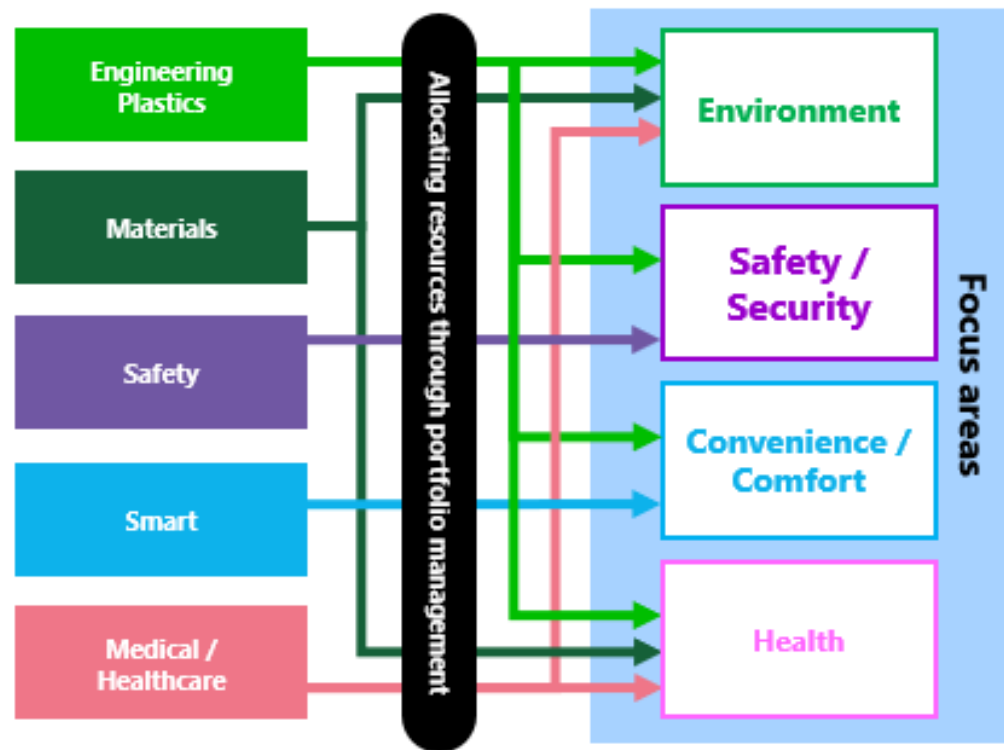 Engineering
Plastics
Materials
Safety
Smart
Medical /
Healthcare
Allocating resources through portfolio management
Environment
Safety /
Security
Convenience /
Comfort
Health
Focus areas